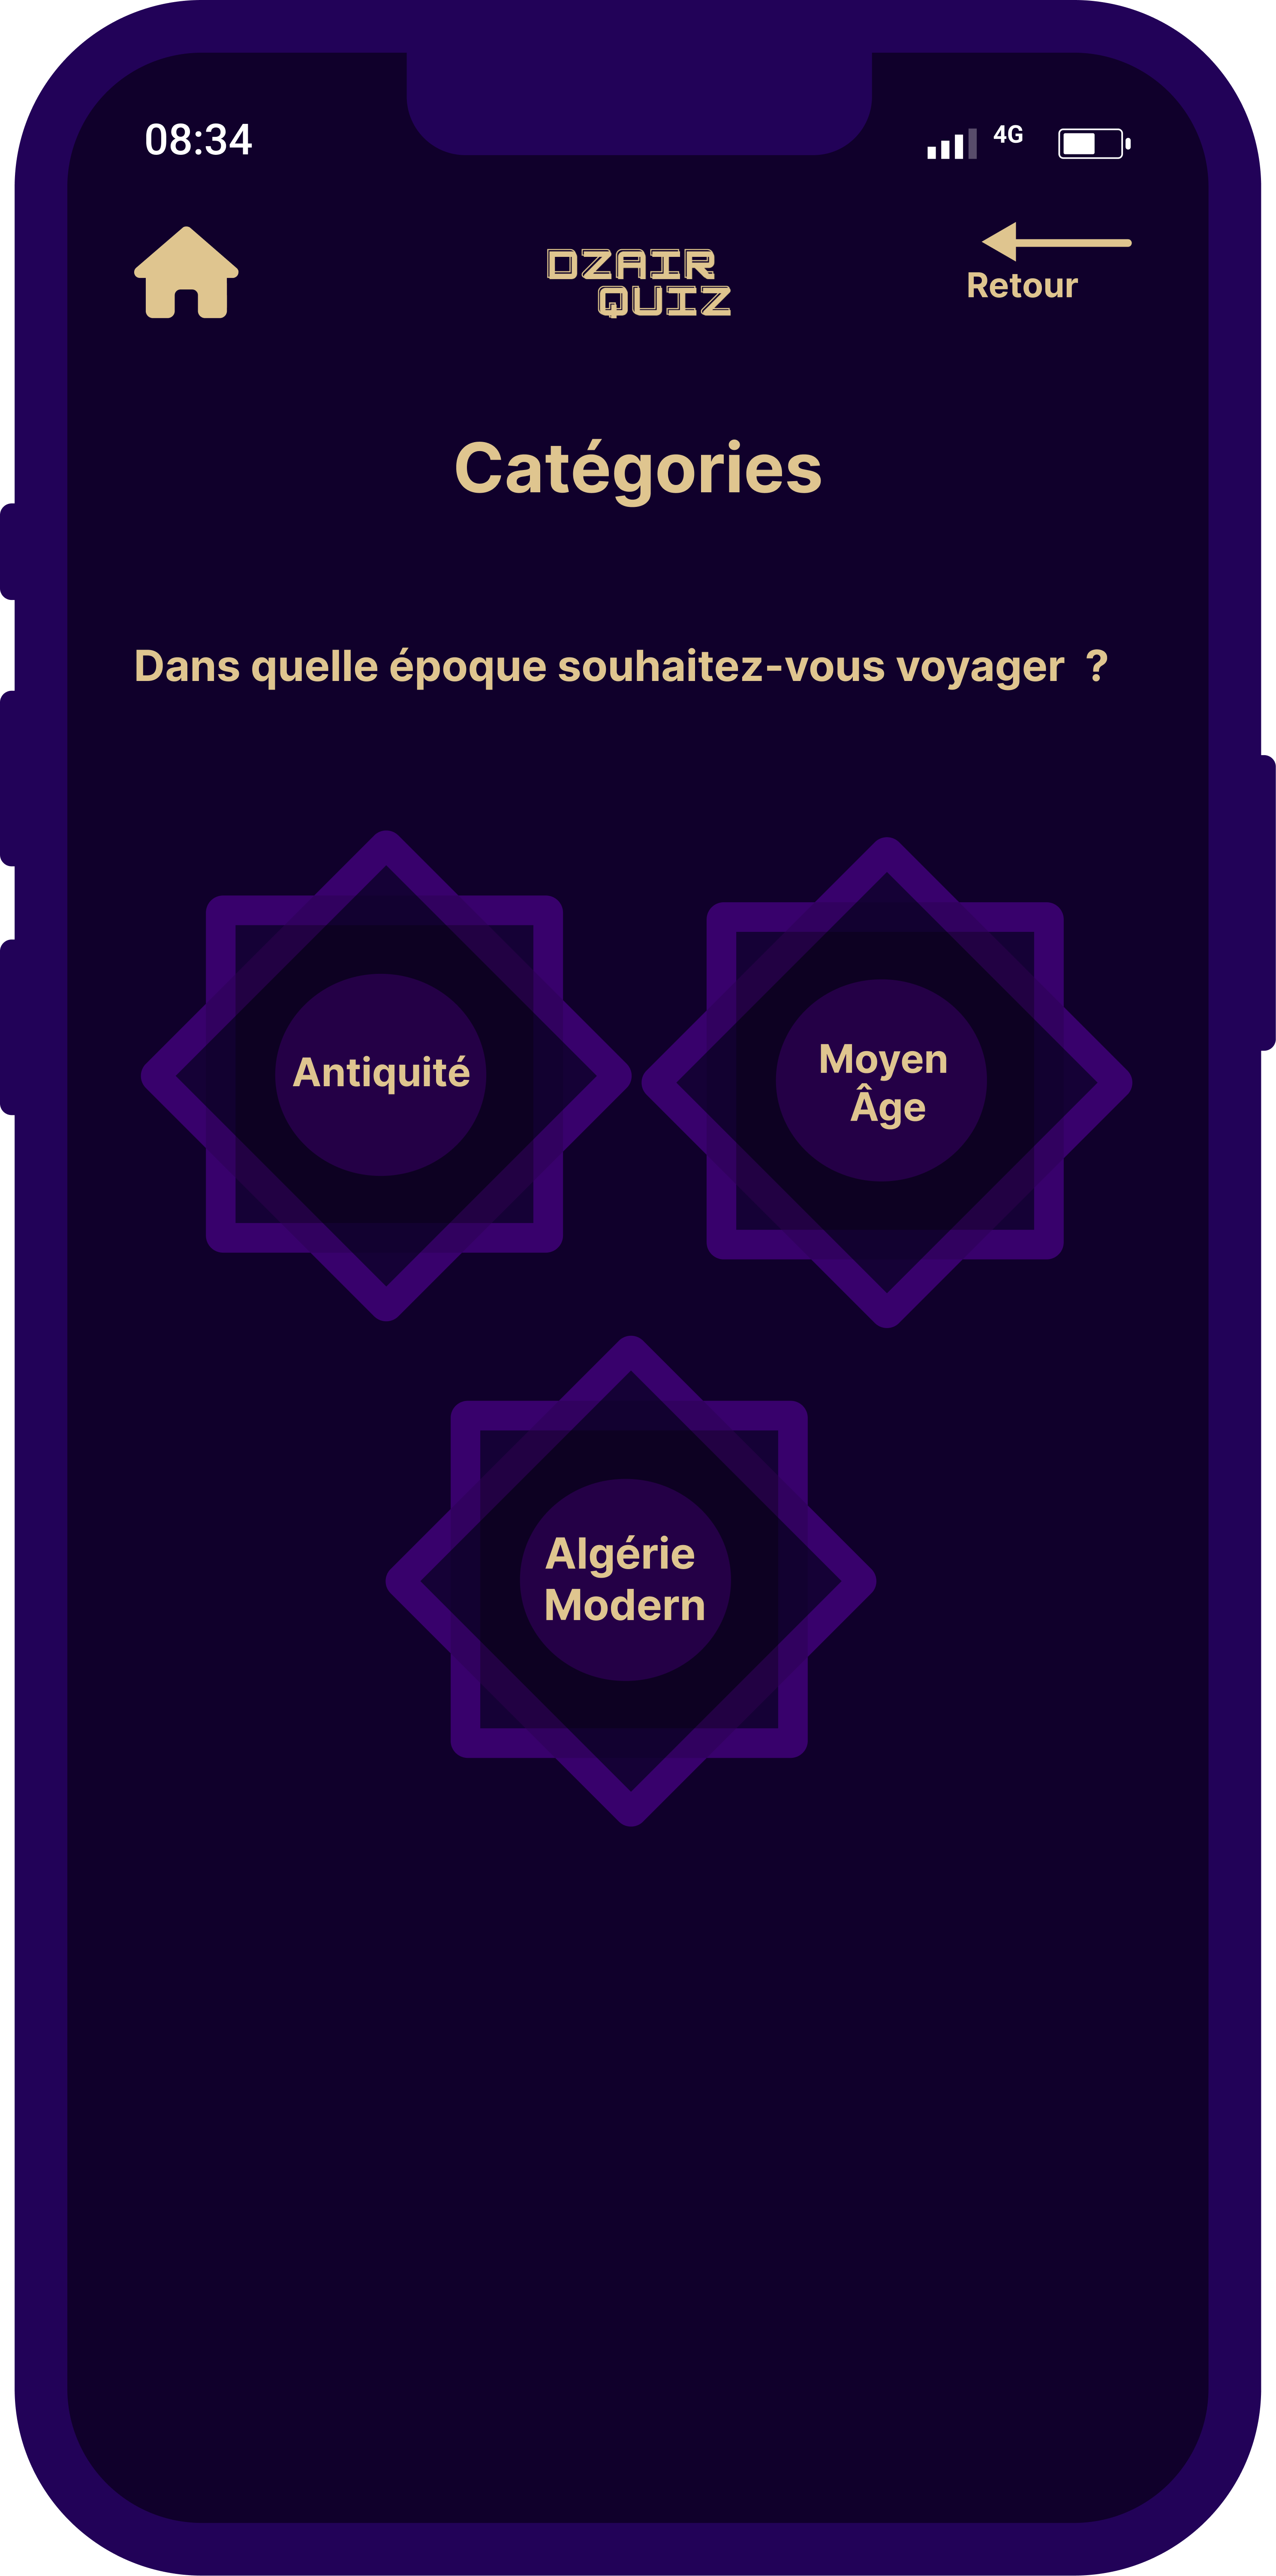 08:34
4G
DZAIR
QUIZ
Retour
Catégories
Dans quelle époque souhaitez-vous voyager ?
Antiquité
Moyen
Âge
Algérie
Modern